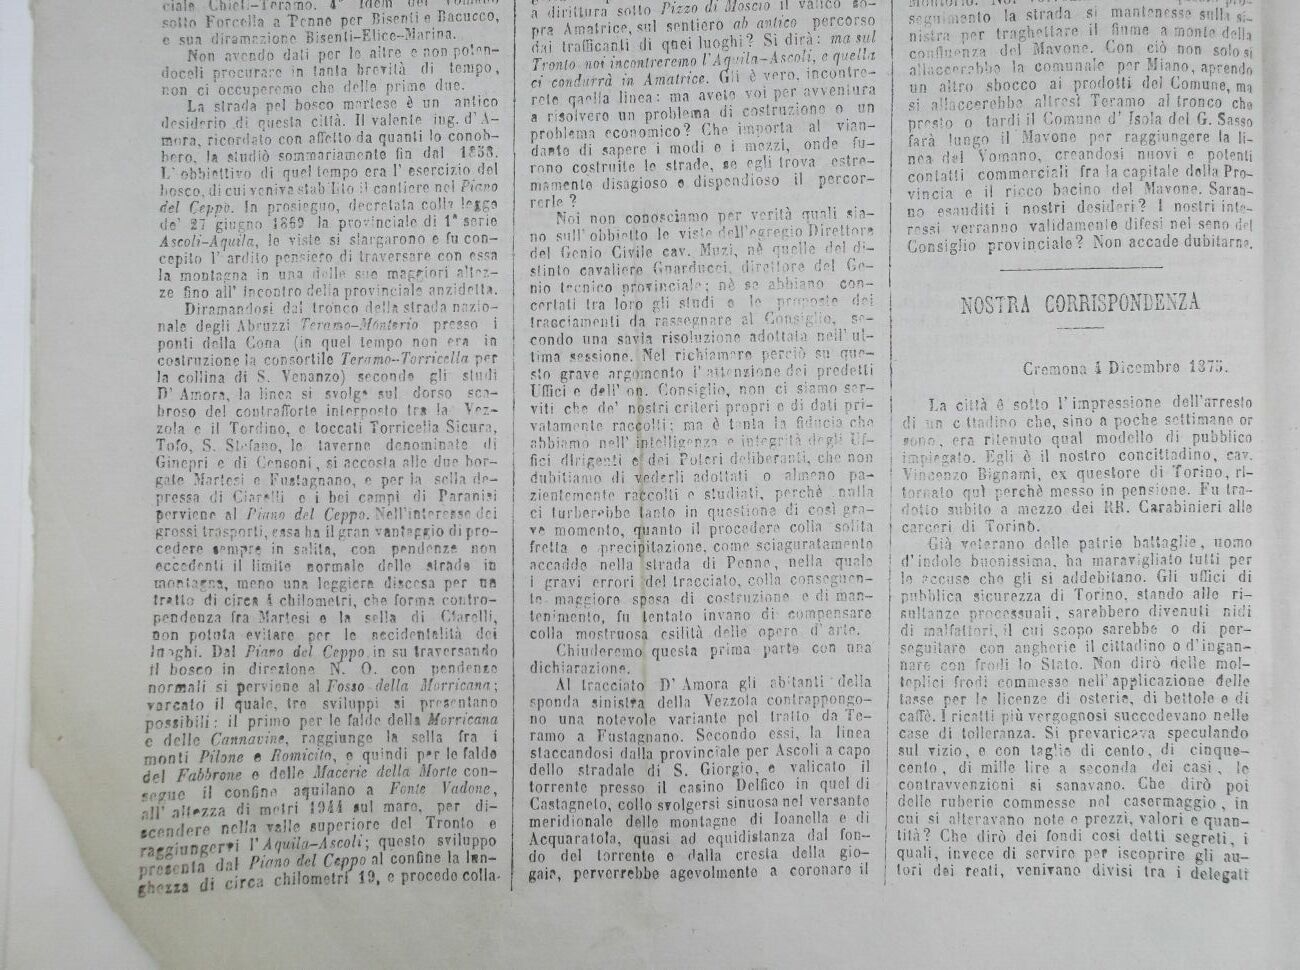 ciale Chieti-Teramo. 4° Idem del Vomano
sotto Forcella a Penne per Bisenti e Bacucco,
e sua diramazione Bisenti-Elice-Marina.
Non avendo dati per le altre e non poten-
doceli procurare in tanta brevità di tempo,
non ci occuperemo che delle prime due.
La strada pel bosco martese è un antico
desiderio di questa città. Il valente ing. d'A-
mora, ricordato con affetto da quanti lo conob-
bero, la studiò sommariamente fin dal 1858.
L'obbiettivo di quel tempo era l'esercizio del
bosco, di cui veniva stabilito il cantiere nel Piano
del Ceppo. In prosieguo, decretata colla legge
de' 27 giugno 1869 la provinciale di 1ª serie
Ascoli-Aquila, le viste si slargarono e fu con-
cepito l'ardito pensiero di traversare con essa
la montagna in una delle sue maggiori altez-
ze fino all'incontro della provinciale anzidetta.
Diramandosi dal tronco della strada nazio-
nale degli Abruzzi Teramo-Montorio presso i
ponti della Cona (in quel tempo non era in
costruzione la consortile Teramo-Torricella per
la collina di S. Venanzo) secondo gli studi
D'Amora, la linea si svolge sul dorso sca-
broso del contrafforte interposto tra la Vez-
zola e il Tordino, e toccati Torricella Sicura,
Tofo, S. Stefano, le taverne denominate di
Ginepri e di Censoni, si accosta alle due bor-
gate Martesi e Fustagnano, e per la sella de-
pressa di Ciarelli e i bei campi di Paranisi
perviene al Piano del Ceppo. Nell'interesse dei
grossi trasporti, essa ha il gran vantaggio di pro-
cedere sempre in salita, con pendenze non
eccedenti il limite normale delle strade in
montagna, meno una leggiera discesa per un
tratto di circa 4 chilometri, che forma contro-
pendenza fra Martesi e la sella di Ciarelli,
non potuta evitare per le accidentalità dei
luoghi. Dal Piano del Ceppo in su traversando
il bosco in direzione N. O. con pendenze
normali si perviene al Fosso della Morricana;
varcato il quale, tre sviluppi si presentano
possibili: il primo per le falde della Morricana
e delle Cannavine, raggiunge la sella fra i
monti Pilone e Romicito, e quindi per le falde
del Fabbrone e delle Macerie della Morte con-
segue il confine aquilano a Fonte Vadone,
all'altezza di metri 1944 sul mare, per di-
scendere nella valle superiore del Tronto e
raggiungervi l'Aquila-Ascoli; questo sviluppo
presenta dal Piano del Ceppo al confine la lun-
ghezza di circa chilometri 19, e procede colla-
a dirittura sotto Pizzo di Moscio il valico so-
pra Amatrice, sul sentiero ab antico percorso
dai trafficanti di quei luoghi? Si dirà: ma sul
Tronto noi incontreremo l'Aquila-Ascoli, e quella
ci condurrà in Amatrice. Gli è vero, incontre-
rete quella linea: ma avete voi per avventura
a risolvere un problema di costruzione o un
problema economico? Che importa al vian-
dante di sapere i modi e i mezzi, onde fu-
rono costruite le strade, se egli trova estre-
mamente disagioso e dispendioso il percor-
rerle?
Noi non conosciamo per verità quali sia-
no sull'obbietto le viste dell'egregio Direttore
del Genio Civile cav. Muzi, nè quelle del di-
stinto cavaliere Guarducci, direttore del Ge-
nio tecnico provinciale; nè se abbiano con-
certati tra loro gli studi e le proposte dei
tracciamenti da rassegnare al Consiglio, se-
condo una savia risoluzione adottata nell'ul-
tima sessione. Nel richiamare perciò su que-
sto grave argomento l'attenzione dei predetti
Uffici e dell'on. Consiglio, non ci siamo ser-
viti che de' nostri criteri propri e di dati pri-
vatamente raccolti; ma è tanta la fiducia che
abbiamo nell'intelligenza e integrità degli Uf-
fici dirigenti e dei Poteri deliberanti, che non
dubitiamo di vederli adottati o almeno pa-
zientemente raccolti e studiati, perchè nulla
ci turberebbe tanto in questione di così gra-
ve momento, quanto il procedere colla solita
fretta e precipitazione, come sciaguratamente
accadde nella strada di Penne, nella quale
i gravi errori del tracciato, colla conseguen-
te maggiore spesa di costruzione e di man-
tenimento, fu tentato invano di compensare
colla mostruosa esilità delle opere d'arte.
Chiuderemo questa prima parte con una
dichiarazione.
Al tracciato D'Amora gli abitanti della
sponda sinistra della Vezzola contrappongo-
no una notevole variante pel tratto da Te-
ramo a Fustagnano. Secondo essi, la linea
staccandosi dalla provinciale per Ascoli a capo
dello stradale di S. Giorgio, e valicato il
torrente presso il casino Delfico in quel di
Castagneto, collo svolgersi sinuosa nel versante
meridionale delle montagne di Ioanella e di
Acquaratola, quasi ad equidistanza dal fon-
do del torrente e dalla cresta della gio-
gaia, perverrebbe agevolmente a coronare il
seguimento la strada si mantenesse sulla si-
nistra per traghettare il fiume a monte della
confluenza del Mavone. Con ciò non solo si
allaccerebbe la comunale per Miano, aprendo
un altro sbocco ai prodotti del Comune, ma
si allaccerebbe altresì Teramo al tronco che
presto o tardi il Comune d'Isola del G. Sasso
farà lungo il Mavone per raggiungere la li-
nea del Vomano, creandosi nuovi e potenti
contatti commerciali fra la capitale della Pro-
vincia e il ricco bacino del Mavone. Saran-
no esauditi i nostri desideri? I nostri inte-
ressi verranno validamente difesi nel seno del
Consiglio provinciale? Non accade dubitarne.
NOSTRA CORRISPONDENZA
Cremona 4 Dicembre 1875.
La città è sotto l'impressione dell'arresto
di un cittadino che, sino a poche settimane or
sono, era ritenuto qual modello di pubblico
impiegato. Egli è il nostro concittadino, cav.
Vincenzo Bignami, ex questore di Torino, ri-
tornato quì perchè messo in pensione. Fu tra-
dotto subito a mezzo dei RR. Carabinieri alle
carceri di Torino.
Già veterano delle patrie battaglie, uomo
d'indole buonissima, ha maravigliato tutti per
le accuse che gli si addebitano. Gli uffici di
pubblica sicurezza di Torino, stando alle ri-
sultanze processuali, sarebbero divenuti nidi
di malfattori, il cui scopo sarebbe o di per-
seguitare con angherie il cittadino o d'ingan-
nare con frodi lo Stato. Non dirò delle mol-
teplici frodi commesse nell'applicazione delle
tasse per le licenze di osterie, di bettole e di
caffè. I ricatti più vergognosi succedevano nelle
case di tolleranza. Si prevaricava speculando
sul vizio, e con taglie di cento, di cinque-
cento, di mille lire a seconda dei casi, le
contravvenzioni si sanavano. Che dirò poi
delle ruberie commesse nel casermaggio, in
cui si alteravano note e prezzi, valori e quan-
tità? Che dirò dei fondi così detti segreti, i
quali, invece di servire per iscoprire gli au-
tori dei reati, venivano divisi tra i delegati